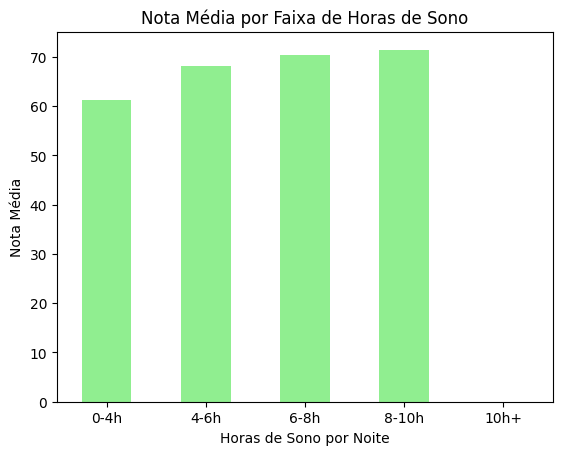 Nota Média por Faixa de Horas de Sono
Nota Média
70
60
50
40
30
20
10
0
0-4h 4-6h 6-8h 8-10h 10h+
Horas de Sono por Noite